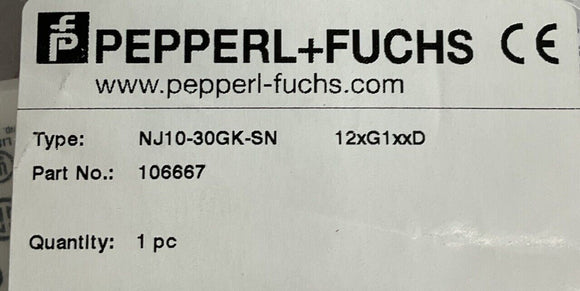 PEPPERL+FUCHS CE
www.pepperl-fuchs.com
Type: NJ10-30GK-SN 12xG1xxD
Part No.: 106667
Quantity: 1 pc